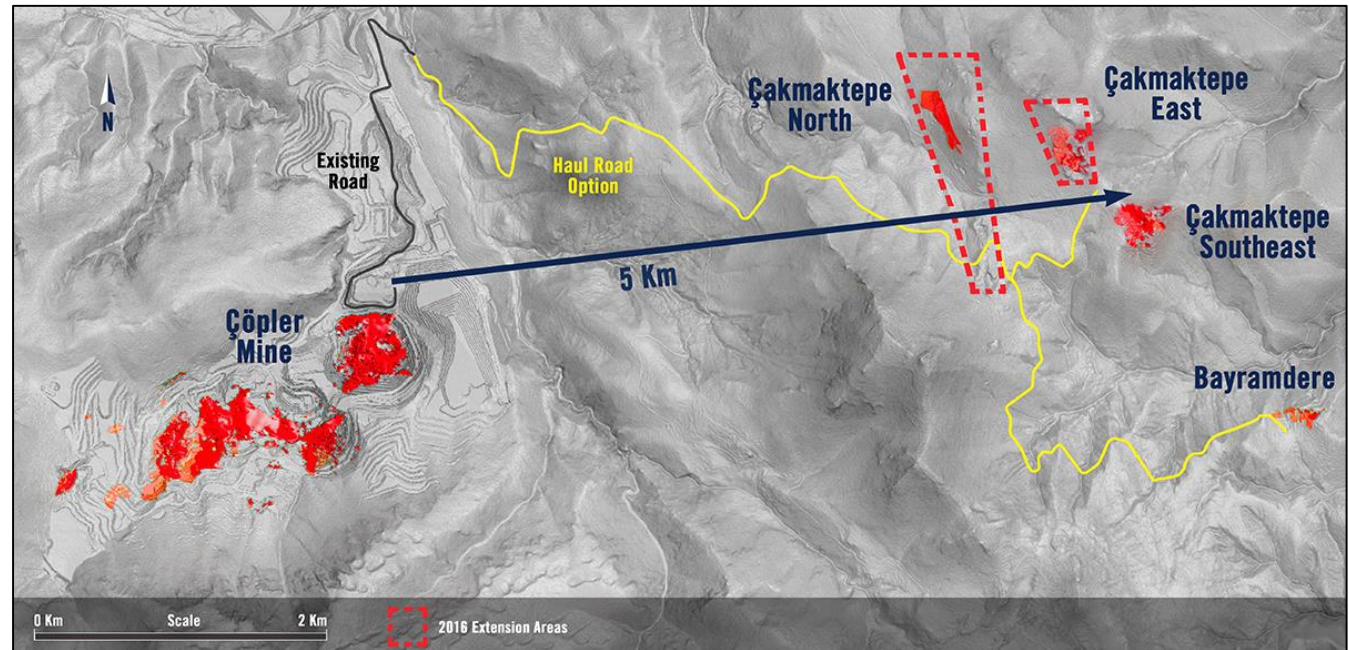 N
Existing
Road
Haul Road
Option
Çakmaktepe
North
Çakmaktepe
East
Çakmaktepe
Southeast
5 Km
Çöpler
Mine
Bayramdere
0 Km Scale 2 Km
2016 Extension Areas